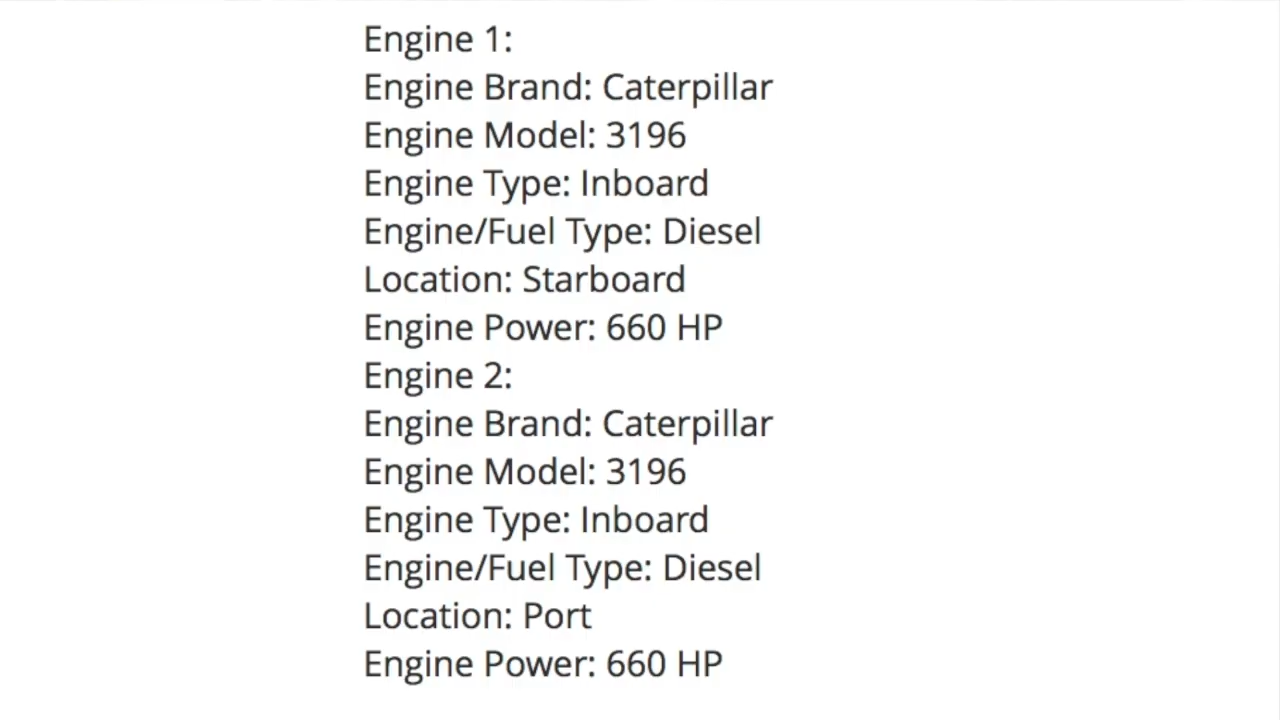 Engine 1:
Engine Brand: Caterpillar
Engine Model: 3196
Engine Type: Inboard
Engine/Fuel Type: Diesel
Location: Starboard
Engine Power: 660 HP
Engine 2:
Engine Brand: Caterpillar
Engine Model: 3196
Engine Type: Inboard
Engine/Fuel Type: Diesel
Location: Port
Engine Power: 660 HP